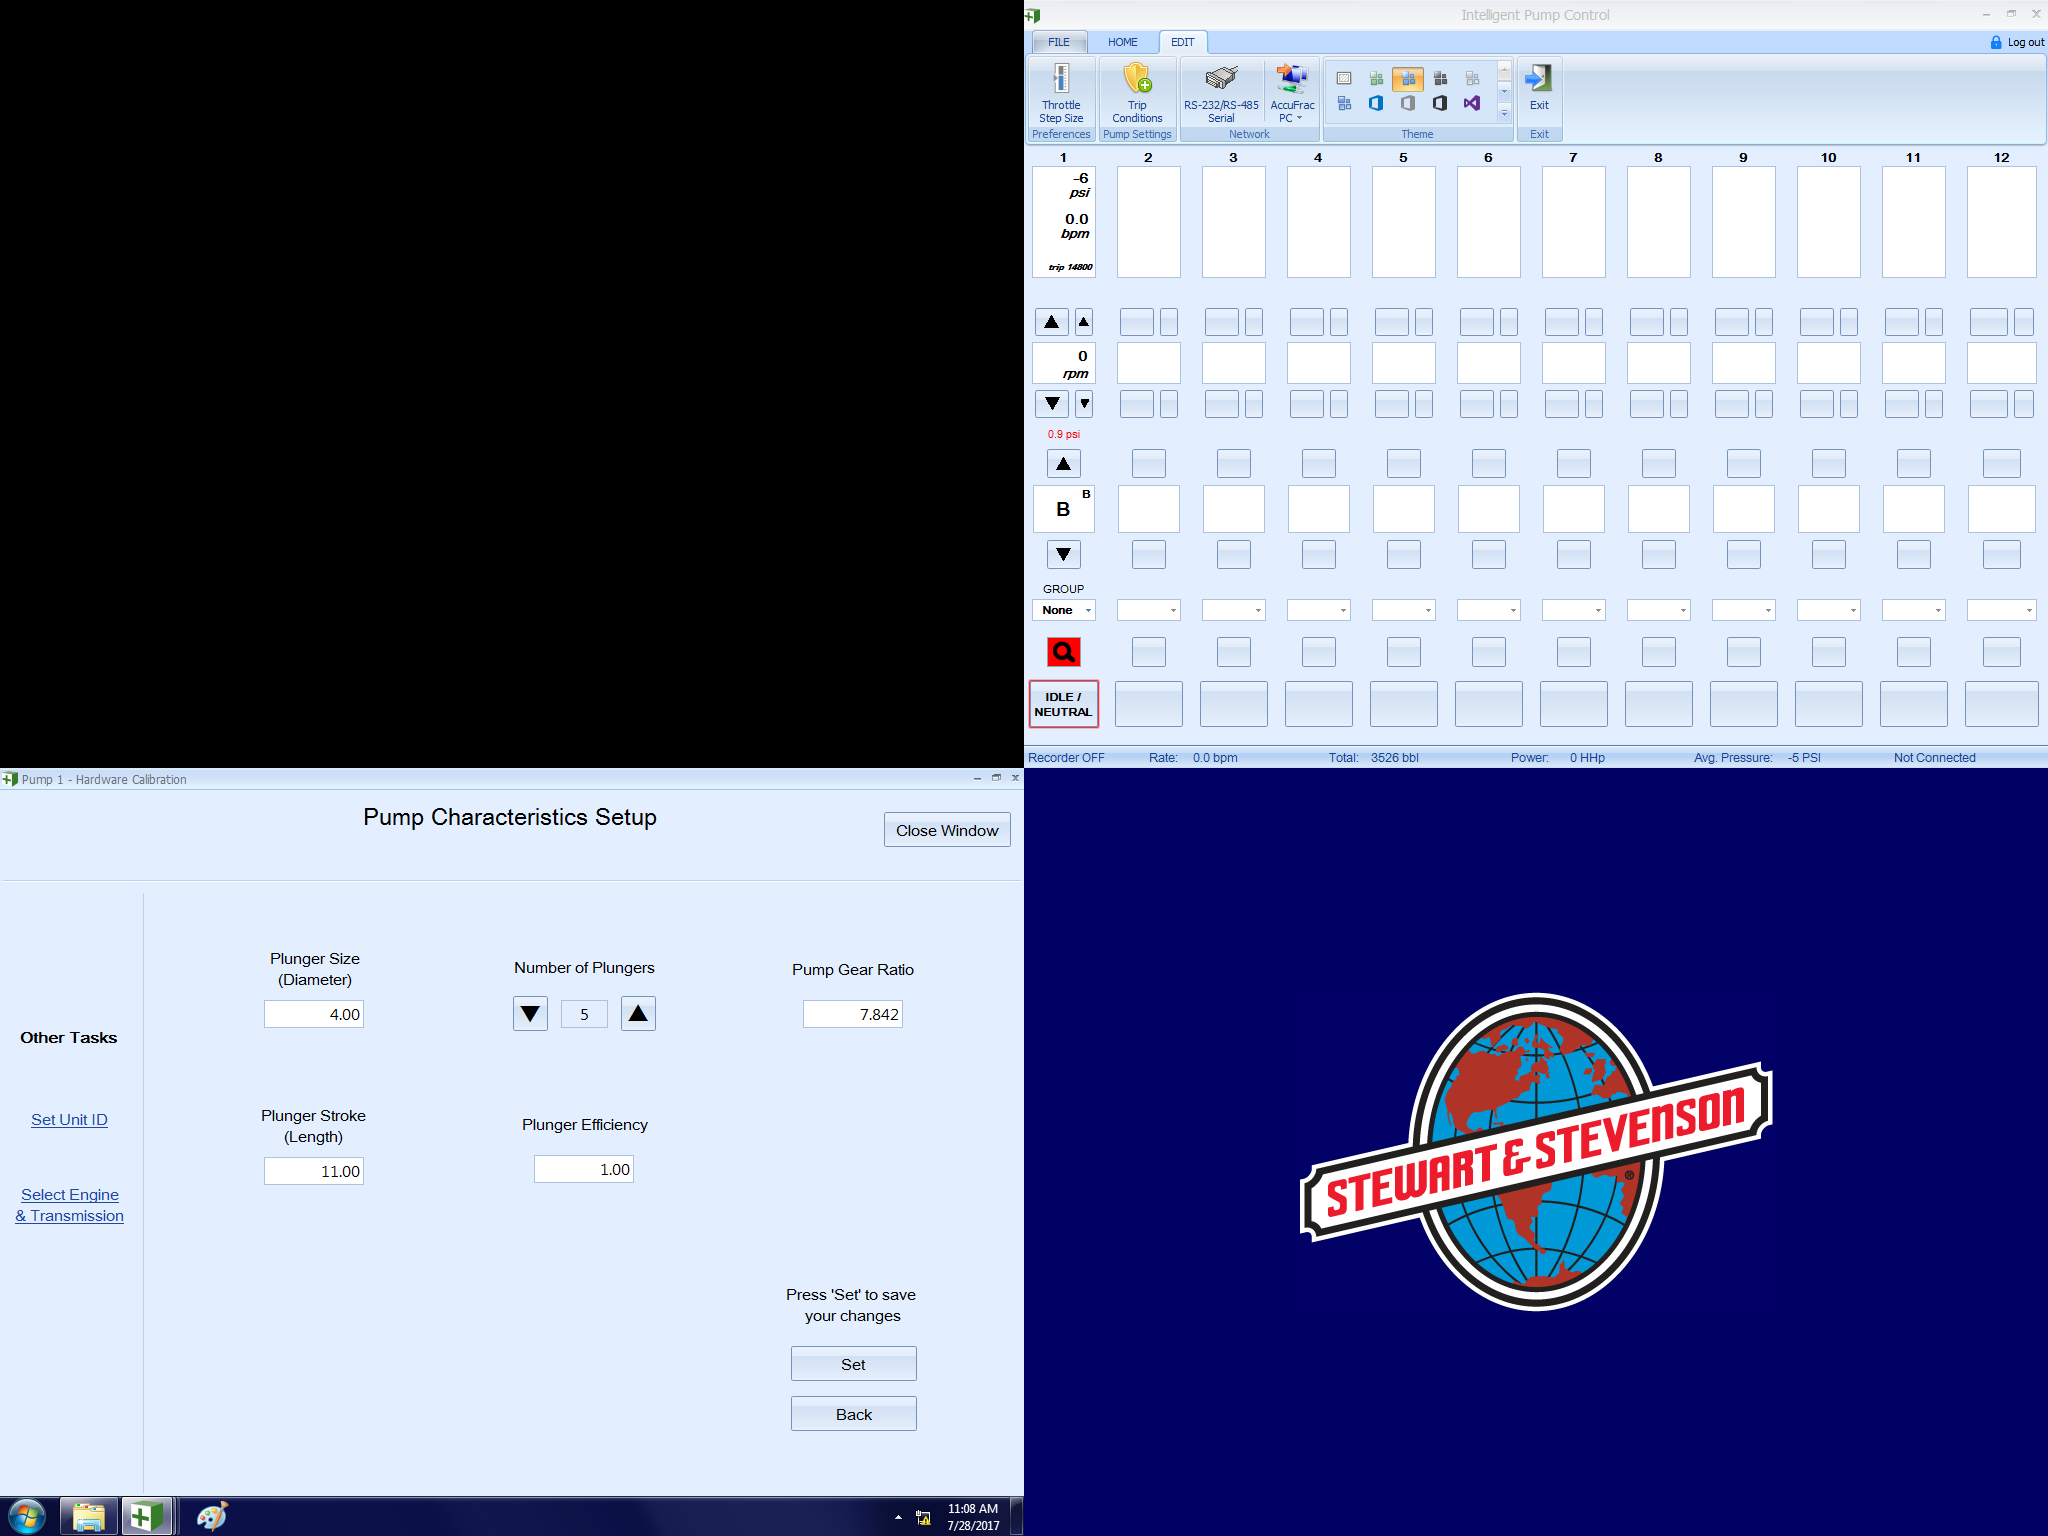 Intelligent Pump Control
FILE HOME EDIT Log out
Throttle Step Size
Trip Conditions
RS-232/RS-485 Serial
AccuFrac PC
Exit
Preferences Pump Settings Network Theme Exit
1 2 3 4 5 6 7 8 9 10 11 12
-6
psi
0.0
bpm
trip 14800
0
rpm
0.9 psi
B
B
GROUP
None
IDLE /
NEUTRAL
Recorder OFF Rate: 0.0 bpm Total: 3526 bbl Power: 0 HHp Avg. Pressure: -5 PSI Not Connected
Pump 1 - Hardware Calibration
Pump Characteristics Setup
Close Window
Other Tasks
Set Unit ID
Select Engine
& Transmission
Plunger Size
(Diameter)
4.00
Number of Plungers
5
Pump Gear Ratio
7.842
Plunger Stroke
(Length)
11.00
Plunger Efficiency
1.00
Press 'Set' to save
your changes
Set
Back
11:08 AM
7/28/2017
STEWART & STEVENSON
®